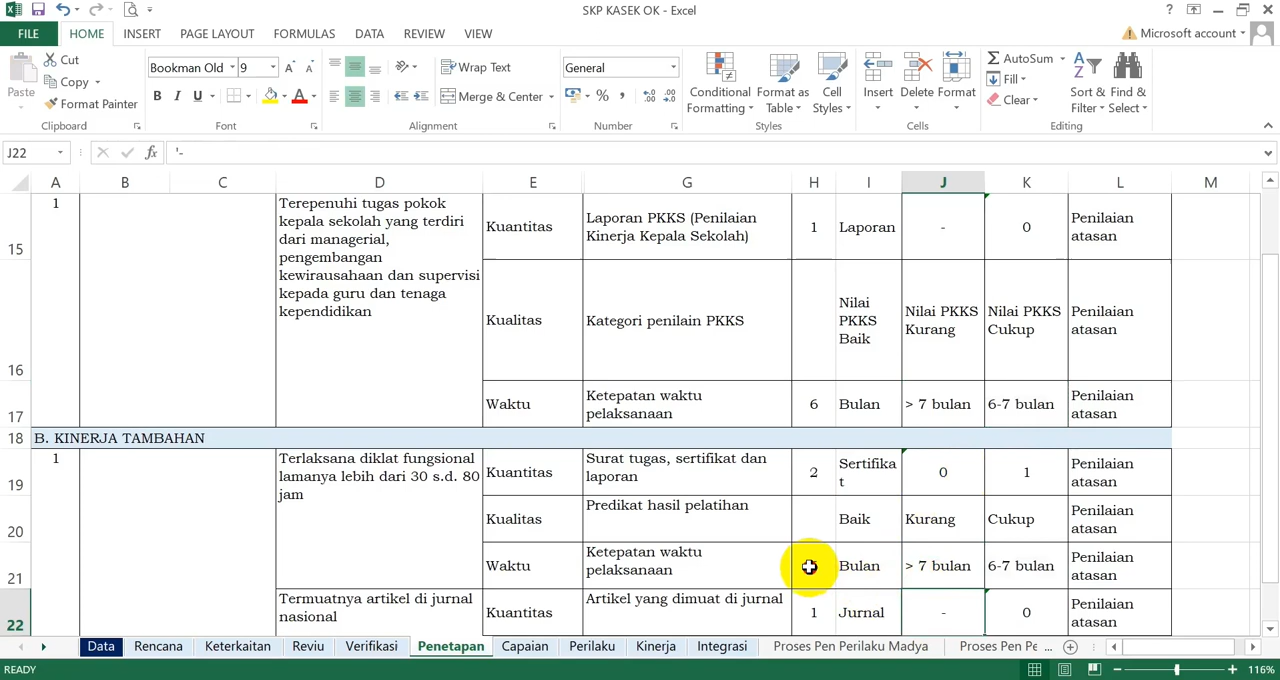 SKP KASEK OK - Excel
?
FILE HOME INSERT PAGE LAYOUT FORMULAS DATA REVIEW VIEW
Microsoft account
Paste
Cut
Copy
Format Painter
Clipboard
Bookman Old 9
B I U
Font
Wrap Text
Merge & Center
Alignment
General
%
Number
Conditional Formatting
Format as Table
Cell Styles
Styles
Insert Delete Format
Cells
AutoSum
Fill
Clear
Sort & Filter
Find & Select
Editing
J22 fx '-
A B C D E G H I J K L M
15
1
Terepenuhi tugas pokok
kepala sekolah yang terdiri
dari managerial,
pengembangan
kewirausahaan dan supervisi
kepada guru dan tenaga
kependidikan
Kuantitas
Laporan PKKS (Penilaian
Kinerja Kepala Sekolah)
1 Laporan - 0
Penilaian
atasan
16
Kualitas
Kategori penilain PKKS
Nilai
PKKS
Baik
Nilai PKKS
Kurang
Nilai PKKS
Cukup
Penilaian
atasan
17
Waktu
Ketepatan waktu
pelaksanaan
6 Bulan > 7 bulan 6-7 bulan
Penilaian
atasan
18 B. KINERJA TAMBAHAN
19
1
Terlaksana diklat fungsional
lamanya lebih dari 30 s.d. 80
jam
Kuantitas
Surat tugas, sertifikat dan
laporan
2
Sertifika
t
0 1
Penilaian
atasan
20
Kualitas
Predikat hasil pelatihan
Baik Kurang Cukup
Penilaian
atasan
21
Waktu
Ketepatan waktu
pelaksanaan
Bulan > 7 bulan 6-7 bulan
Penilaian
atasan
22
Termuatnya artikel di jurnal
nasional
Kuantitas
Artikel yang dimuat di jurnal
1 Jurnal - 0
Penilaian
atasan
Data Rencana Keterkaitan Reviu Verifikasi Penetapan Capaian Perilaku Kinerja Integrasi Proses Pen Perilaku Madya Proses Pen Pe ...
READY 116%